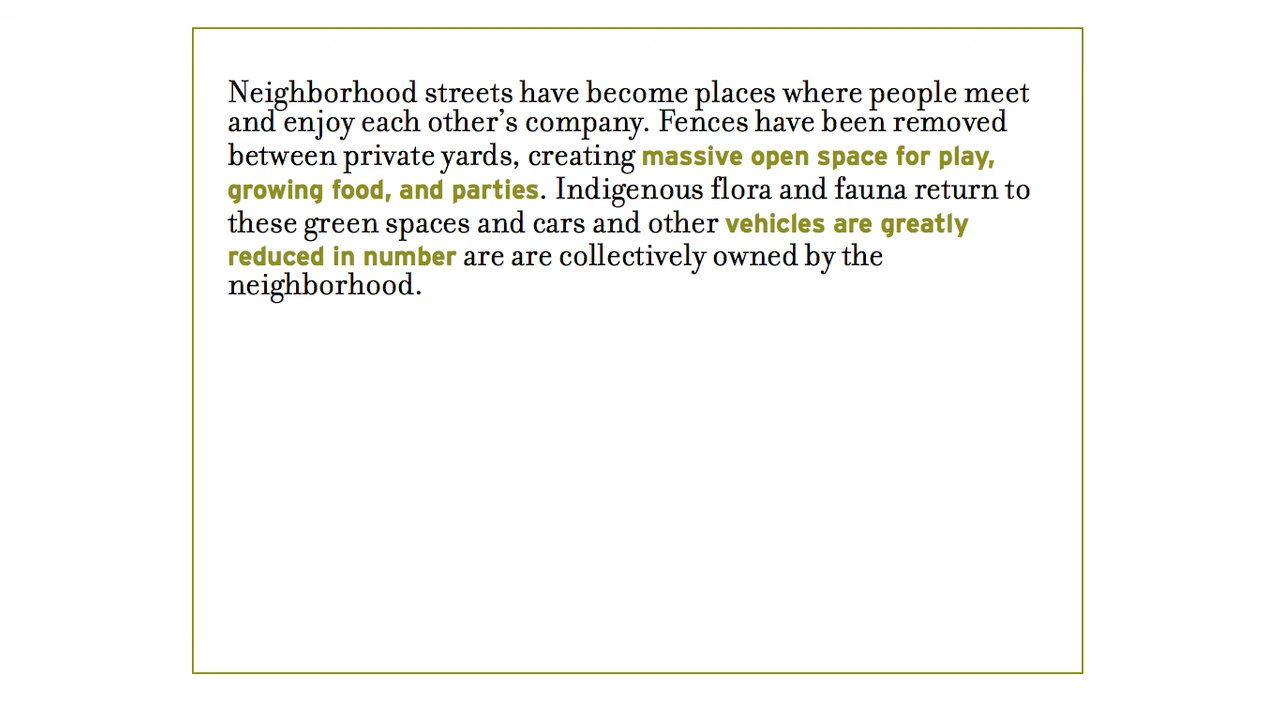 Neighborhood streets have become places where people meet
and enjoy each other’s company. Fences have been removed
between private yards, creating massive open space for play,
growing food, and parties. Indigenous flora and fauna return to
these green spaces and cars and other vehicles are greatly
reduced in number are are collectively owned by the
neighborhood.